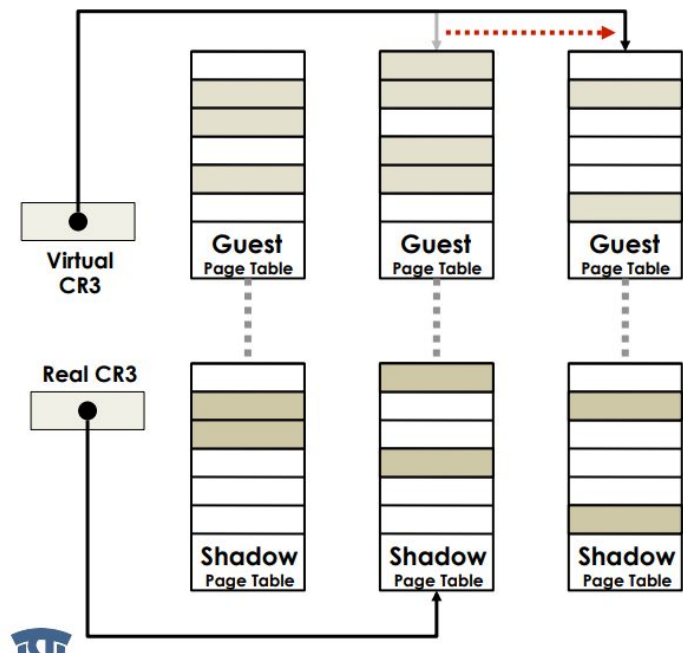 Guest
Page Table
Guest
Page Table
Guest
Page Table
Virtual
CR3
Real CR3
Shadow
Page Table
Shadow
Page Table
Shadow
Page Table